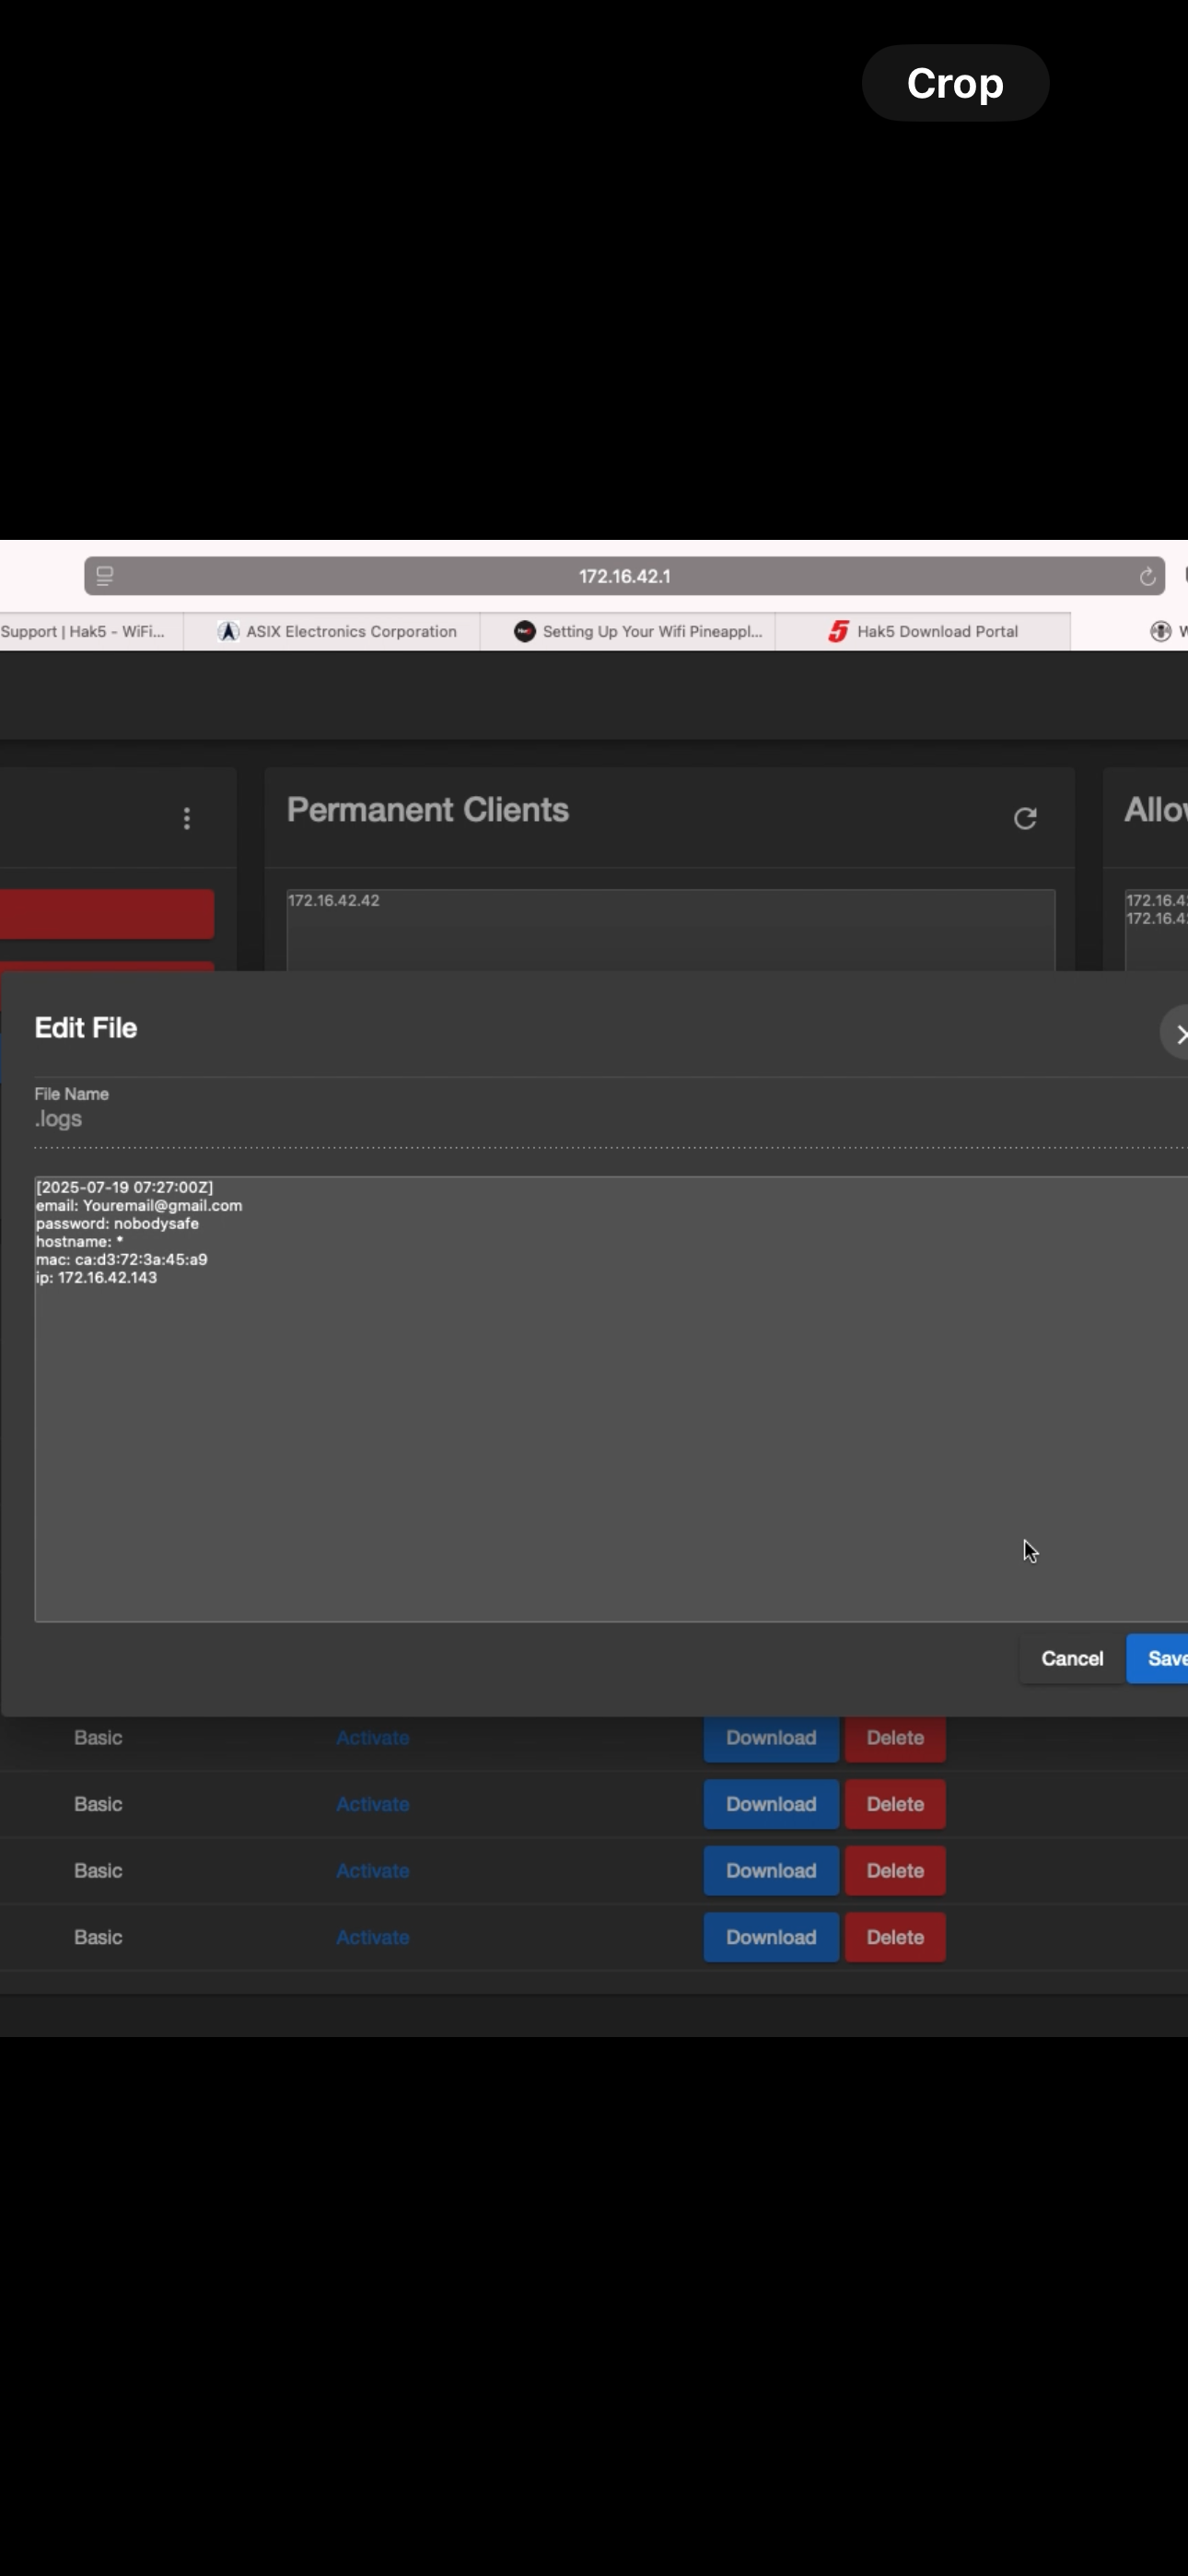 Crop
172.16.42.1
Support | Hak5 - WiFi...
ASIX Electronics Corporation
Setting Up Your Wifi Pineappl...
Hak5 Download Portal
W
Permanent Clients
Allow
172.16.42.42
172.16.4
172.16.4
Edit File
File Name
.logs
[2025-07-19 07:27:00Z]
email: Youremail@gmail.com
password: nobodysafe
hostname: *
mac: ca:d3:72:3a:45:a9
ip: 172.16.42.143
Cancel
Save
Basic Activate Download Delete
Basic Activate Download Delete
Basic Activate Download Delete
Basic Activate Download Delete